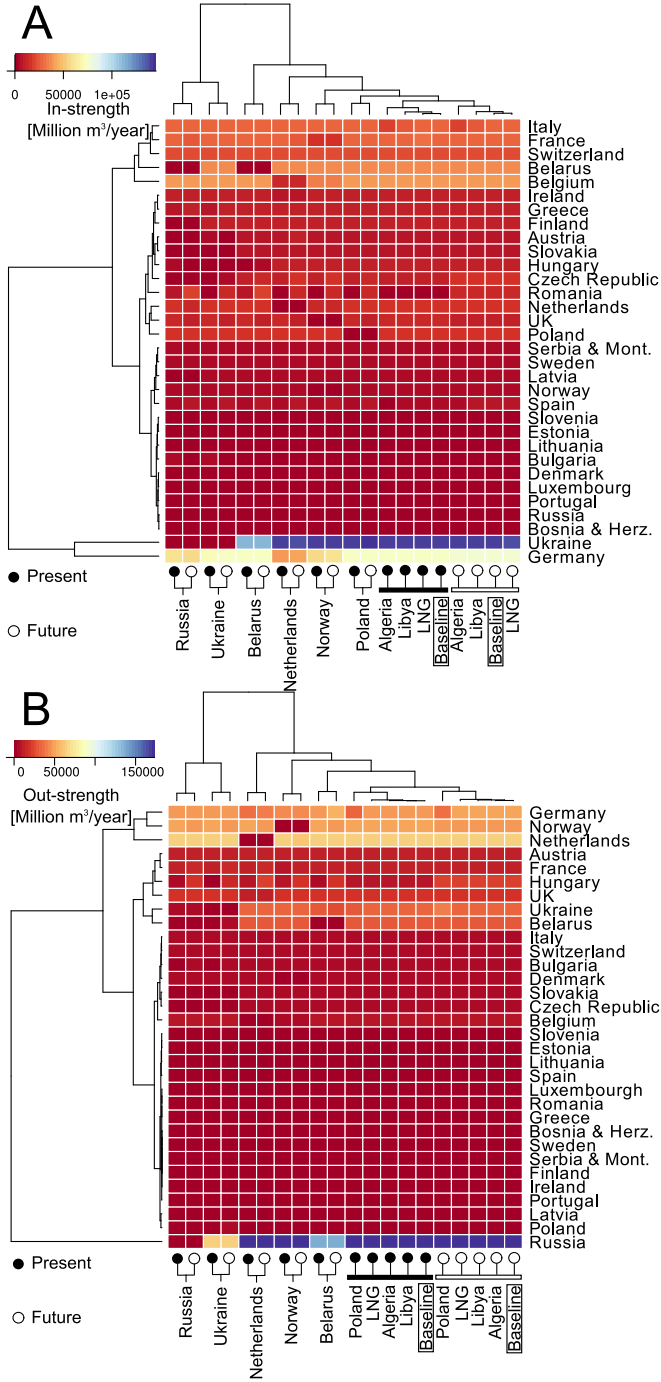 A
0 50000 1e+05
In-strength
[Million m³/year]
Italy
France
Switzerland
Belarus
Belgium
Ireland
Greece
Finland
Austria
Slovakia
Hungary
Czech Republic
Romania
Netherlands
UK
Poland
Serbia & Mont.
Sweden
Latvia
Norway
Spain
Slovenia
Estonia
Lithuania
Bulgaria
Denmark
Luxembourg
Portugal
Russia
Bosnia & Herz.
Ukraine
Germany
Present
Future
Russia
Ukraine
Belarus
Netherlands
Norway
Poland
Algeria
Libya
LNG
Baseline
Algeria
Libya
Baseline
LNG
B
0 50000 150000
Out-strength
[Million m³/year]
Germany
Norway
Netherlands
Austria
France
Hungary
UK
Ukraine
Belarus
Italy
Switzerland
Bulgaria
Denmark
Slovakia
Czech Republic
Belgium
Slovenia
Estonia
Lithuania
Spain
Luxembourgh
Romania
Greece
Bosnia & Herz.
Sweden
Serbia & Mont.
Finland
Ireland
Portugal
Latvia
Poland
Russia
Present
Future
Russia
Ukraine
Netherlands
Norway
Belarus
Poland
LNG
Algeria
Libya
Baseline
Poland
LNG
Libya
Algeria
Baseline